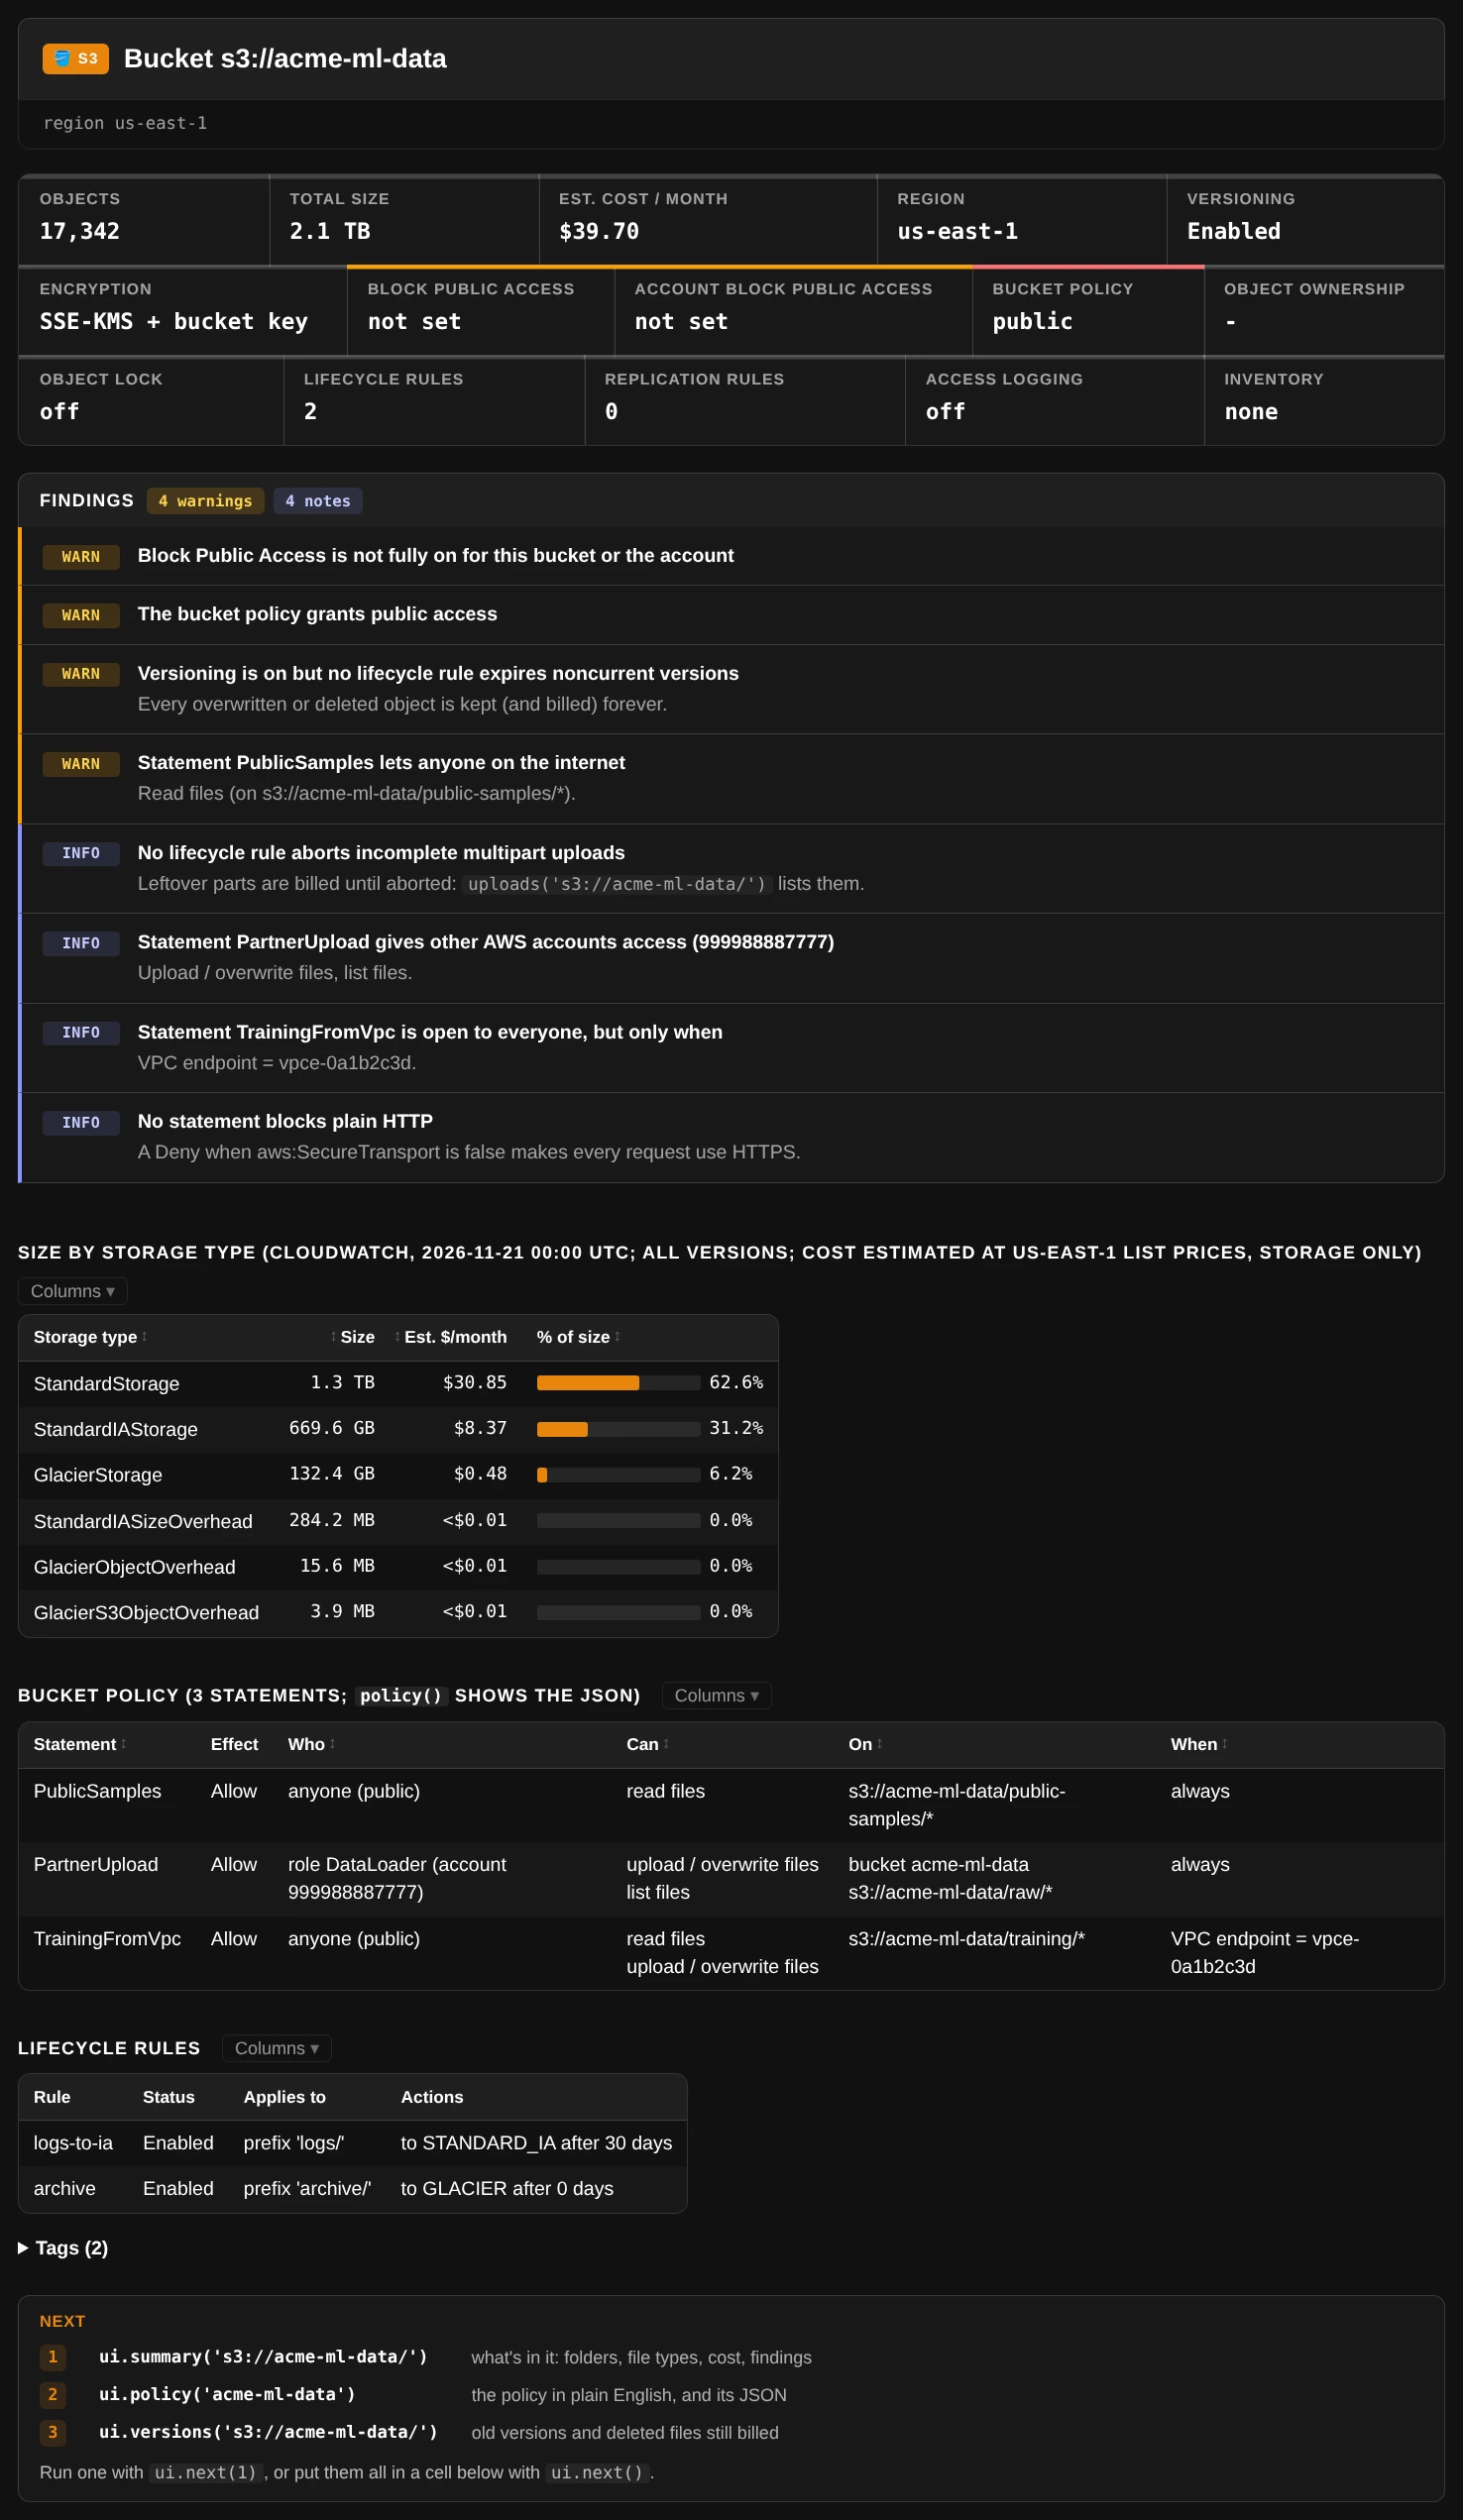 S3 Bucket s3://acme-ml-data
region us-east-1
OBJECTS TOTAL SIZE EST. COST / MONTH REGION VERSIONING
17,342 2.1 TB $39.70 us-east-1 Enabled
ENCRYPTION BLOCK PUBLIC ACCESS ACCOUNT BLOCK PUBLIC ACCESS BUCKET POLICY OBJECT OWNERSHIP
SSE-KMS + bucket key not set not set public -
OBJECT LOCK LIFECYCLE RULES REPLICATION RULES ACCESS LOGGING INVENTORY
off 2 0 off none
FINDINGS 4 warnings 4 notes
WARN Block Public Access is not fully on for this bucket or the account
WARN The bucket policy grants public access
WARN Versioning is on but no lifecycle rule expires noncurrent versions
Every overwritten or deleted object is kept (and billed) forever.
WARN Statement PublicSamples lets anyone on the internet
Read files (on s3://acme-ml-data/public-samples/*).
INFO No lifecycle rule aborts incomplete multipart uploads
Leftover parts are billed until aborted: uploads('s3://acme-ml-data/') lists them.
INFO Statement PartnerUpload gives other AWS accounts access (999988887777)
Upload / overwrite files, list files.
INFO Statement TrainingFromVpc is open to everyone, but only when
VPC endpoint = vpce-0a1b2c3d.
INFO No statement blocks plain HTTP
A Deny when aws:SecureTransport is false makes every request use HTTPS.
SIZE BY STORAGE TYPE (CLOUDWATCH, 2026-11-21 00:00 UTC; ALL VERSIONS; COST ESTIMATED AT US-EAST-1 LIST PRICES, STORAGE ONLY)
Columns ▾
Storage type ↕ ↕ Size ↕ Est. $/month % of size ↕
StandardStorage 1.3 TB $30.85 62.6%
StandardIAStorage 669.6 GB $8.37 31.2%
GlacierStorage 132.4 GB $0.48 6.2%
StandardIASizeOverhead 284.2 MB <$0.01 0.0%
GlacierObjectOverhead 15.6 MB <$0.01 0.0%
GlacierS3ObjectOverhead 3.9 MB <$0.01 0.0%
BUCKET POLICY (3 STATEMENTS; policy() SHOWS THE JSON) Columns ▾
Statement ↕ Effect Who ↕ Can ↕ On ↕ When ↕
PublicSamples Allow anyone (public) read files s3://acme-ml-data/public- always
samples/*
PartnerUpload Allow role DataLoader (account upload / overwrite files bucket acme-ml-data always
999988887777) list files s3://acme-ml-data/raw/*
TrainingFromVpc Allow anyone (public) read files s3://acme-ml-data/training/* VPC endpoint = vpce-
upload / overwrite files 0a1b2c3d
LIFECYCLE RULES Columns ▾
Rule Status Applies to Actions
logs-to-ia Enabled prefix 'logs/' to STANDARD_IA after 30 days
archive Enabled prefix 'archive/' to GLACIER after 0 days
▶ Tags (2)
NEXT
1 ui.summary('s3://acme-ml-data/') what's in it: folders, file types, cost, findings
2 ui.policy('acme-ml-data') the policy in plain English, and its JSON
3 ui.versions('s3://acme-ml-data/') old versions and deleted files still billed
Run one with ui.next(1), or put them all in a cell below with ui.next().